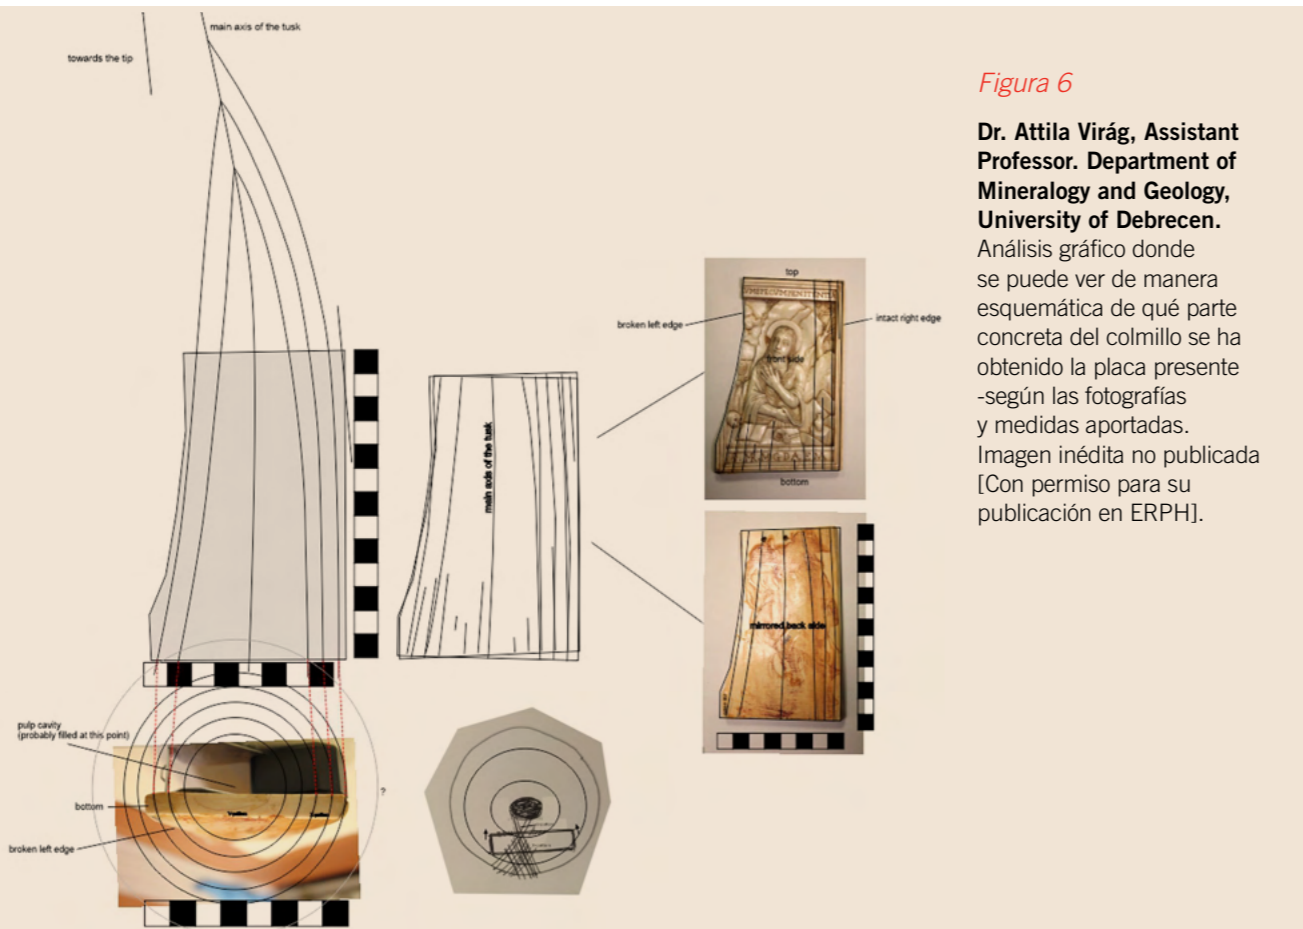 main axis of the tusk
towards the tip
Figura 6
Dr. Attila Virág, Assistant
Professor. Department of
Mineralogy and Geology,
University of Debrecen.
Análisis gráfico donde
se puede ver de manera
esquemática de qué parte
concreta del colmillo se ha
obtenido la placa presente
-según las fotografías
y medidas aportadas.
Imagen inédita no publicada
[Con permiso para su
publicación en ERPH].
top
broken left edge
intact right edge
front side
bottom
main axis of the tusk
mirrored back side
pulp cavity
(probably filled at this point)
bottom
broken left edge
?